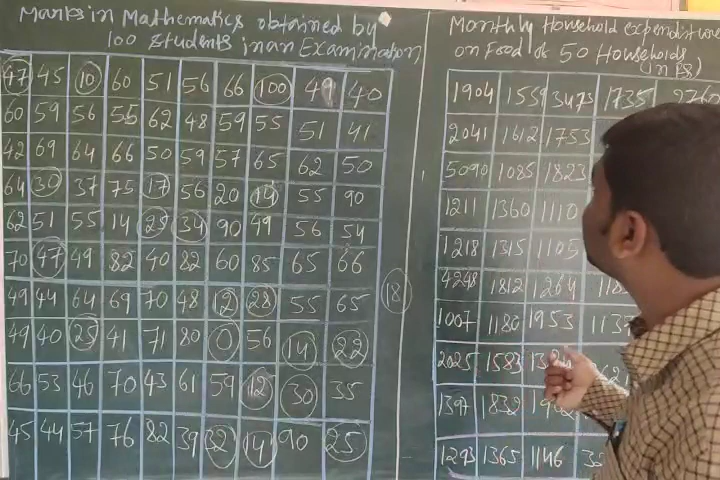 Marks in Mathematics obtained by
100 Students in an Examination
47 45 10 60 51 56 66 100 49 40
60 59 56 55 62 48 59 55 51 41
42 69 64 66 50 59 57 65 62 50
64 30 37 75 17 56 20 14 55 90
62 51 55 14 25 34 90 49 56 54
70 47 49 82 40 82 60 85 65 66
49 44 64 69 70 48 12 28 55 65
49 40 25 41 71 80 0 56 14 22
66 53 46 70 43 61 59 12 30 35
45 44 57 76 82 39 32 14 90 25
18
Monthly Household expenditure
on Food of 50 Households
(in Rs)
1904 1559 3473 1735 2760
2041 1612 1753
5090 1085 1823
1211 1360 1110
1218 1315 1105
4248 1812 1264 118
1007 1180 1953 1137
2025 1583 1324 621
1397 1832 1962
1293 1365 1146